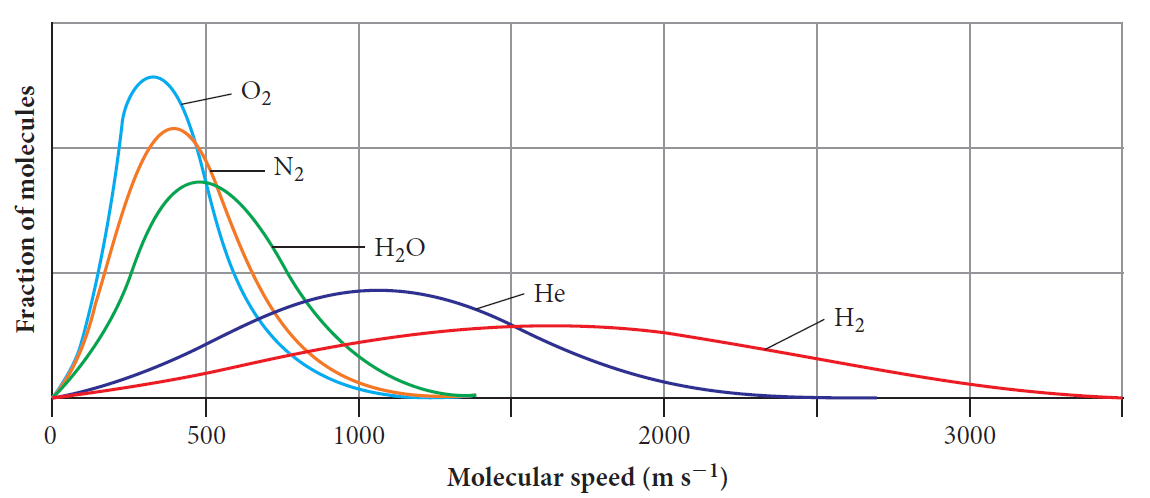 Fraction of molecules
O₂
N₂
H₂O
He
H₂
0 500 1000 2000 3000
Molecular speed (m s⁻¹)